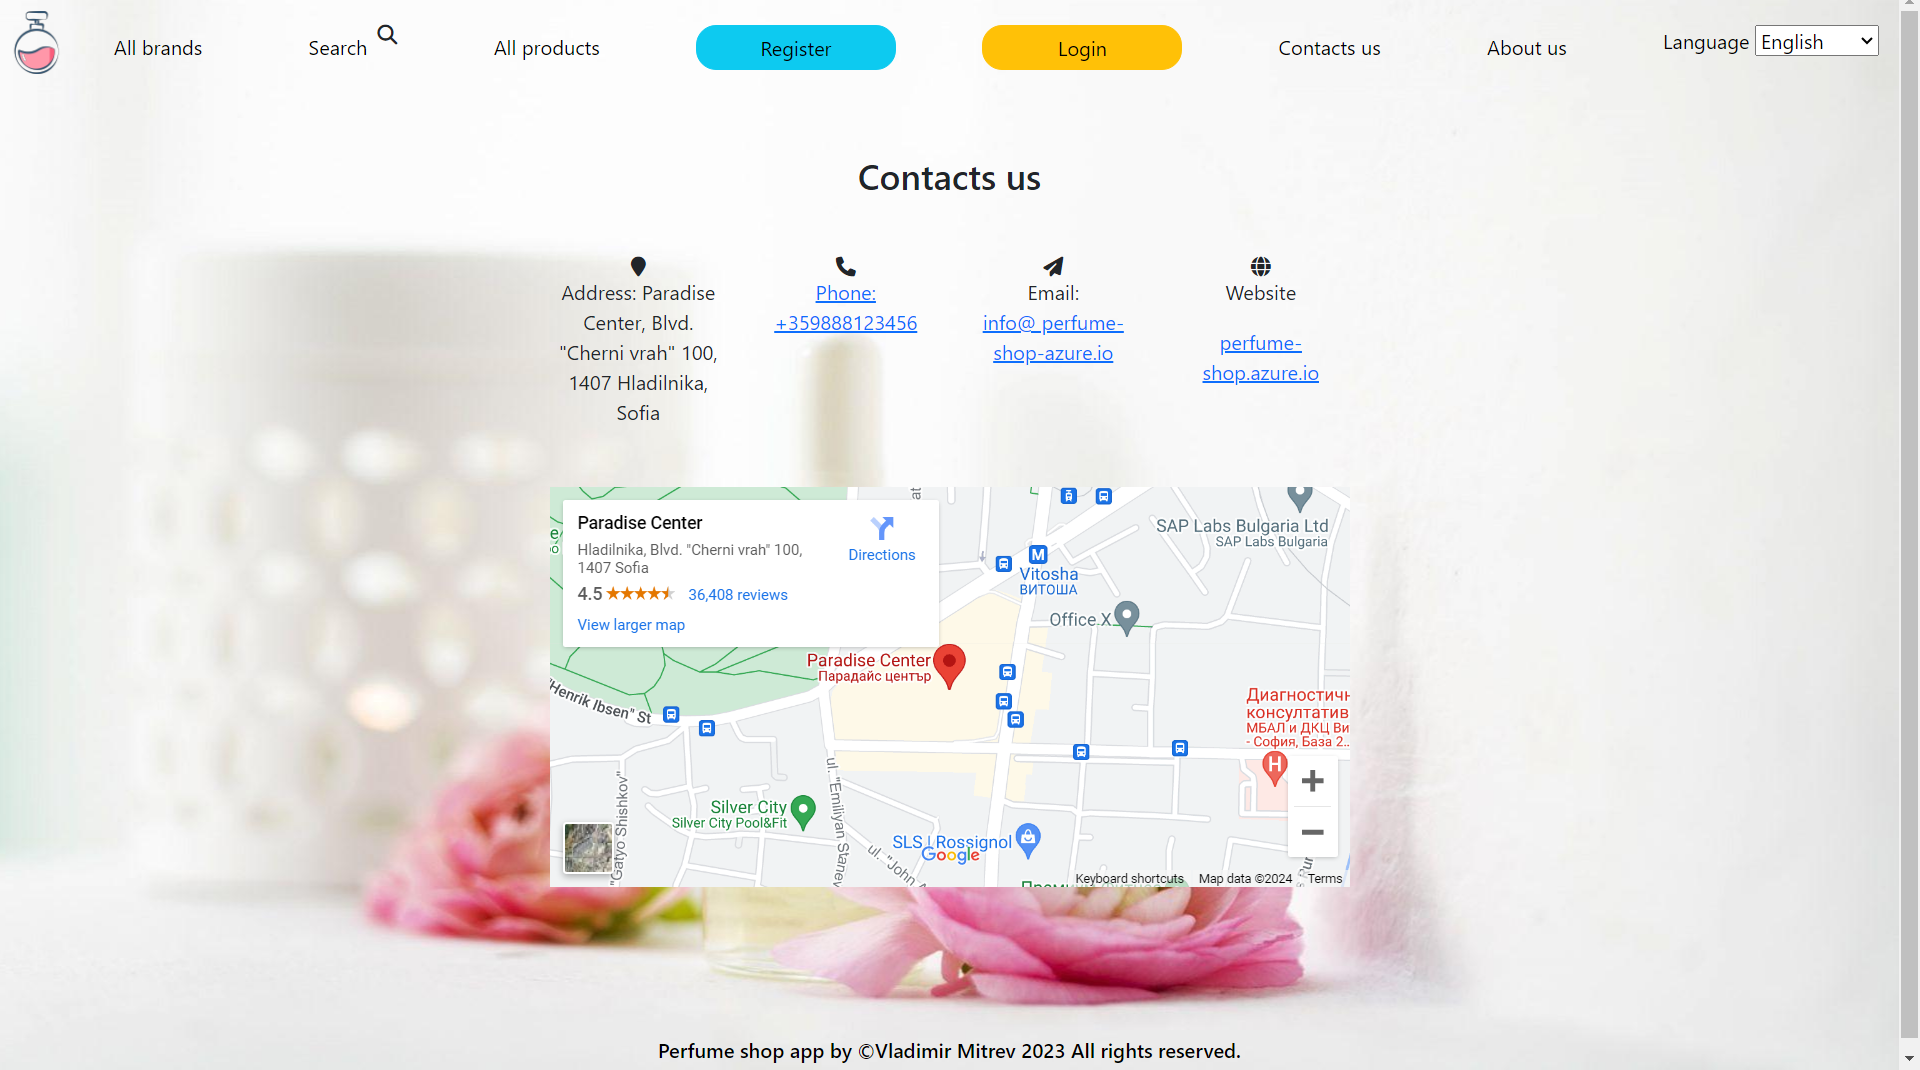 All brands
Search
All products
Register
Login
Contacts us
About us
Language English
Contacts us
Address: Paradise
Center, Blvd.
"Cherni vrah" 100,
1407 Hladilnika,
Sofia
Phone:
+359888123456
Email:
info@ perfume-
shop-azure.io
Website
perfume-
shop.azure.io
Paradise Center
Hladilnika, Blvd. "Cherni vrah" 100,
1407 Sofia
4.5 36,408 reviews
View larger map
Directions
SAP Labs Bulgaria Ltd
SAP Labs Bulgaria
M
Vitosha
ВИТОША
Office X
Paradise Center
Парадайс център
"Henrik Ibsen" St
Диагностичн
консултатив
МБАЛ и ДКЦ Ви
- София, База 2...
H
Silver City
Silver City Pool&Fit
"Gatyo Shishkov"
ul. "Emiliyan Stanev
ul. "John
SLS | Rossignol
Google
Keyboard shortcuts
Map data ©2024
Terms
Perfume shop app by ©Vladimir Mitrev 2023 All rights reserved.